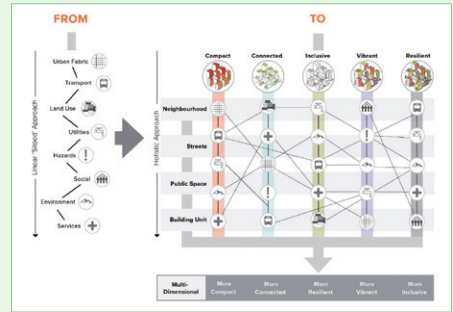 FROM
TO
Urban Fabric
Transport
Land Use
Utilities
Hazards
Social
Environment
Services
Linear 'Siloed' Approach
Holistic Approach
Compact
Connected
Inclusive
Vibrant
Resilient
Neighbourhood
Streets
Public Space
Building Unit
Multi-
Dimensional
More
Compact
More
Connected
More
Resilient
More
Vibrant
More
Inclusive